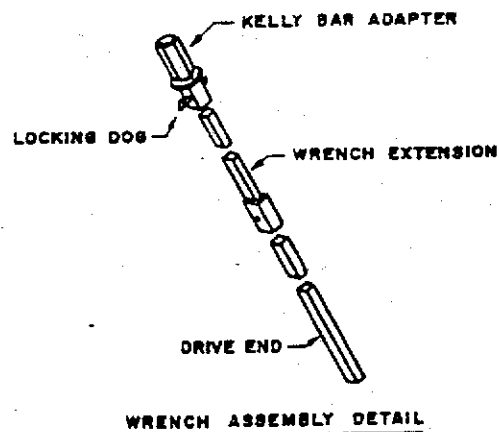 KELLY BAR ADAPTER
LOCKING DOG
WRENCH EXTENSION
DRIVE END
WRENCH ASSEMBLY DETAIL